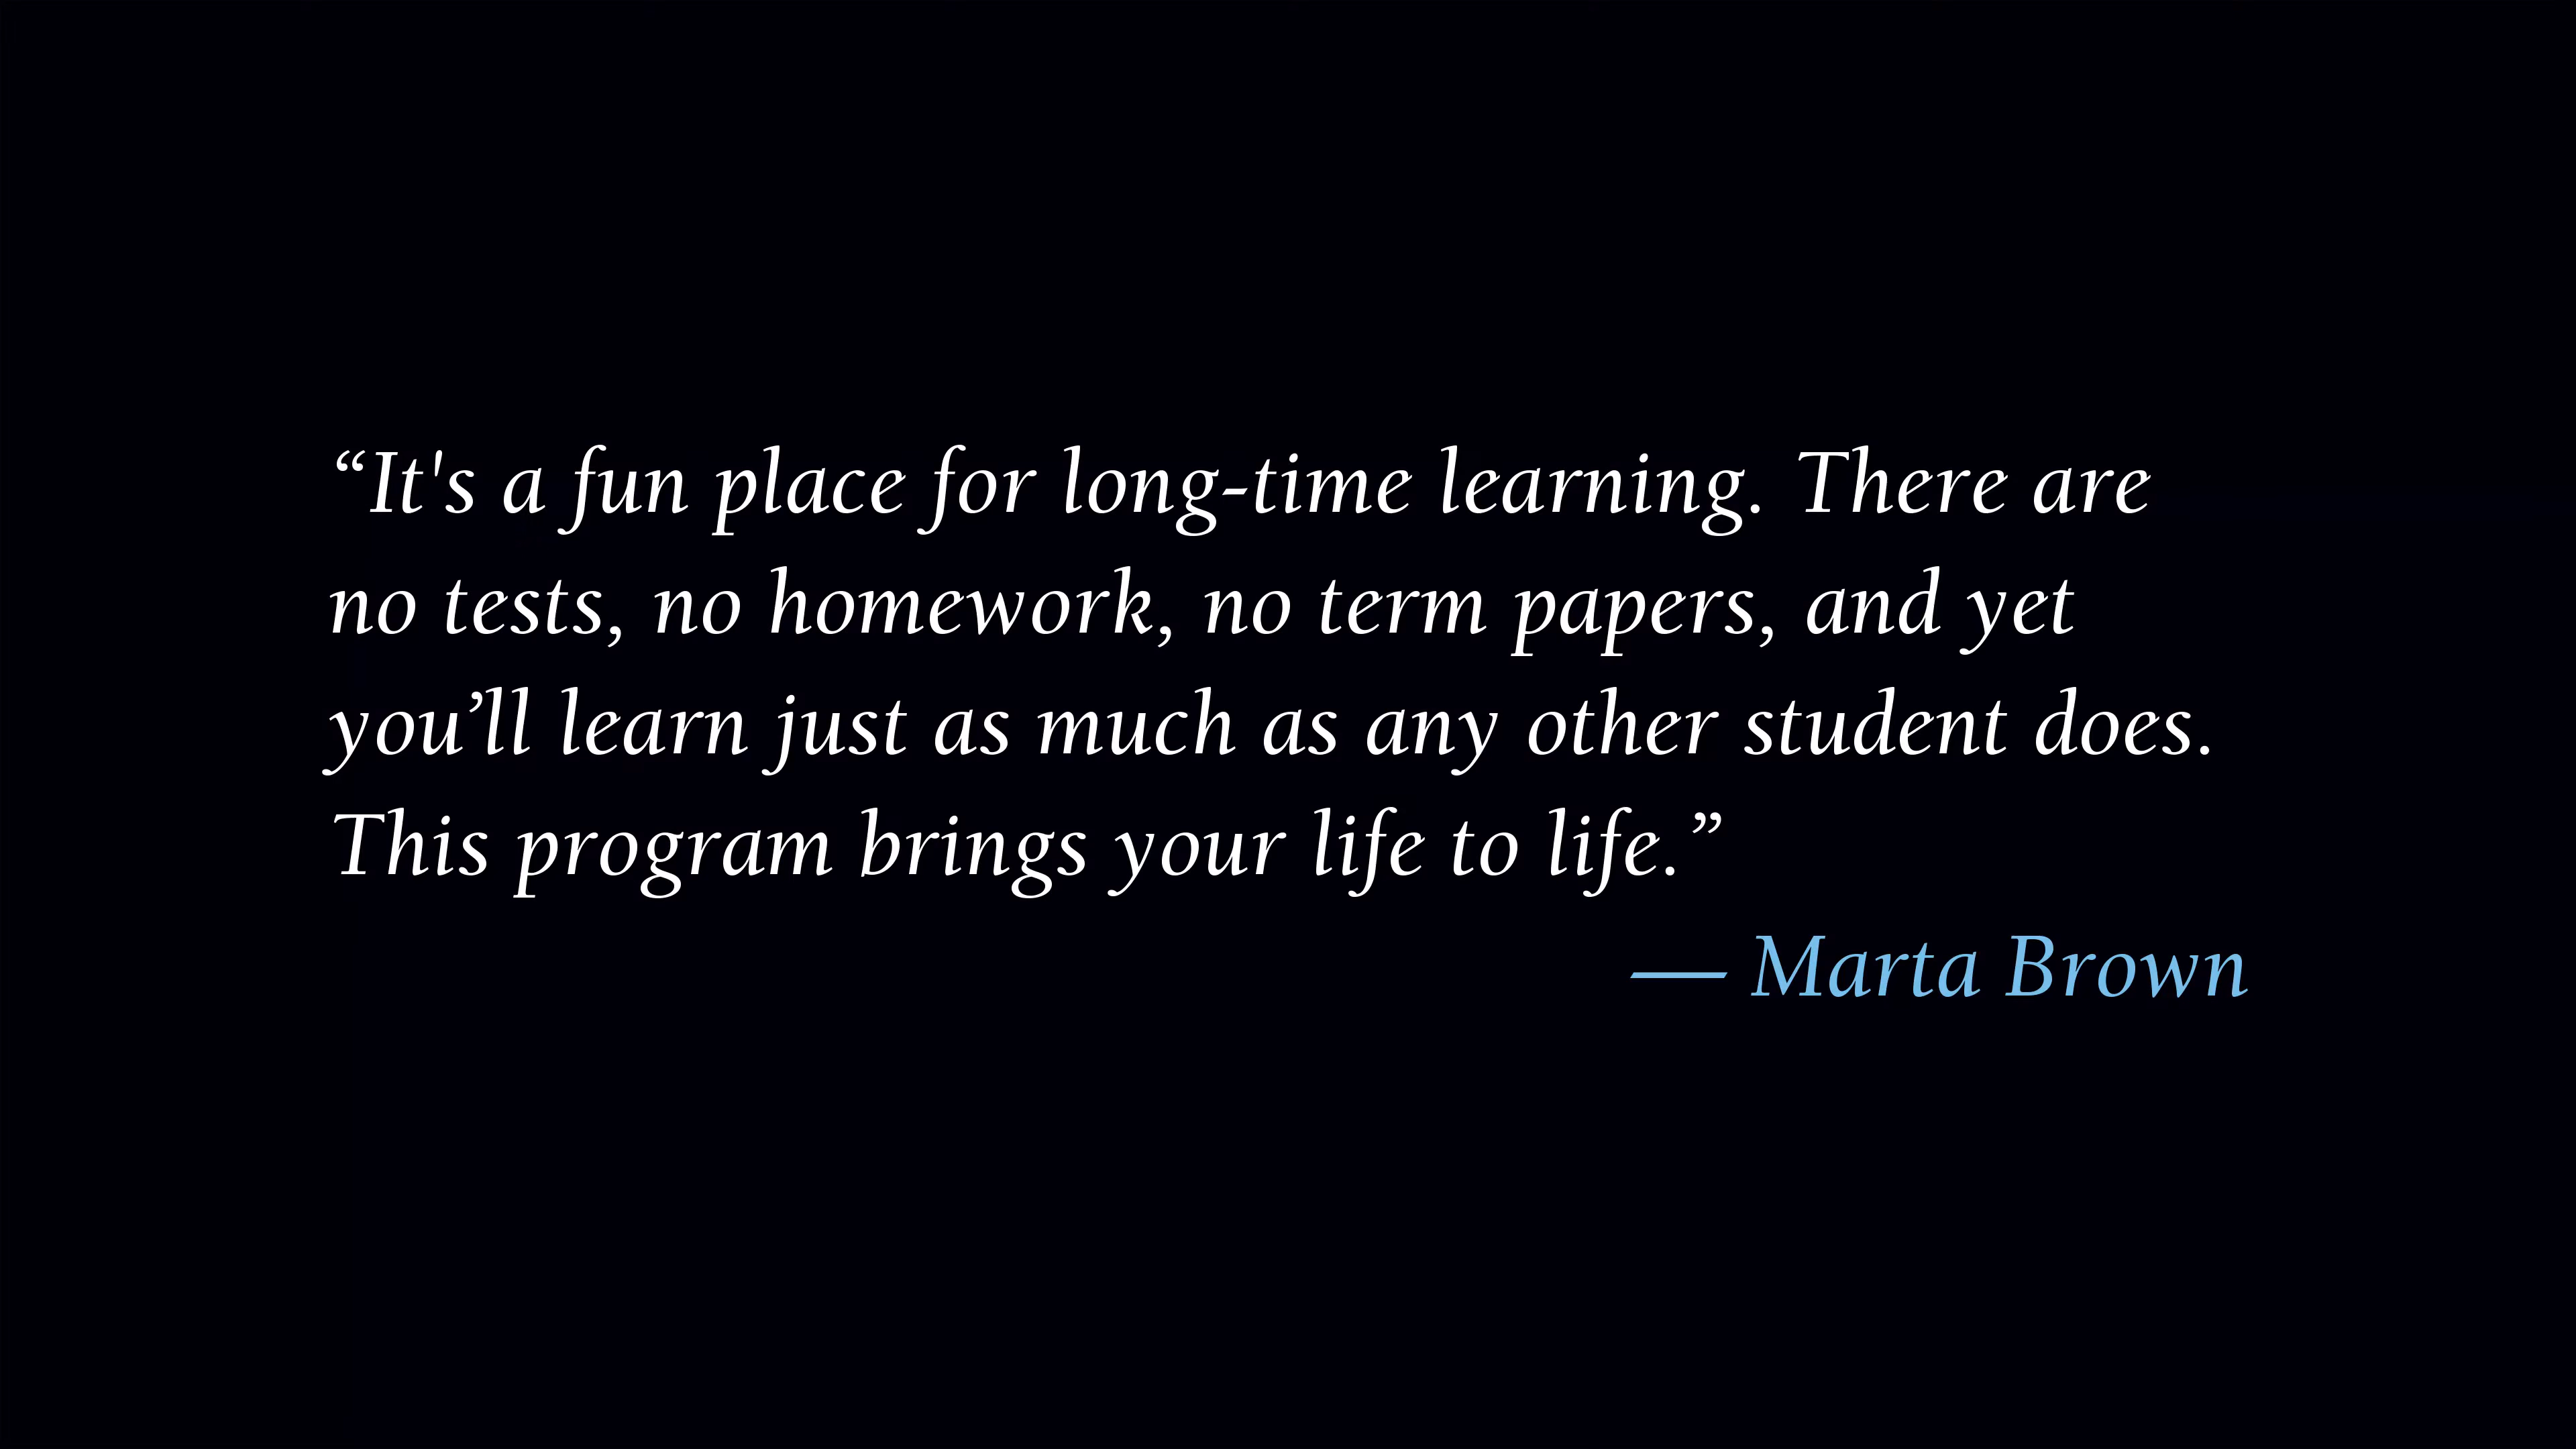 “It's a fun place for long-time learning. There are
no tests, no homework, no term papers, and yet
you’ll learn just as much as any other student does.
This program brings your life to life.”
— Marta Brown